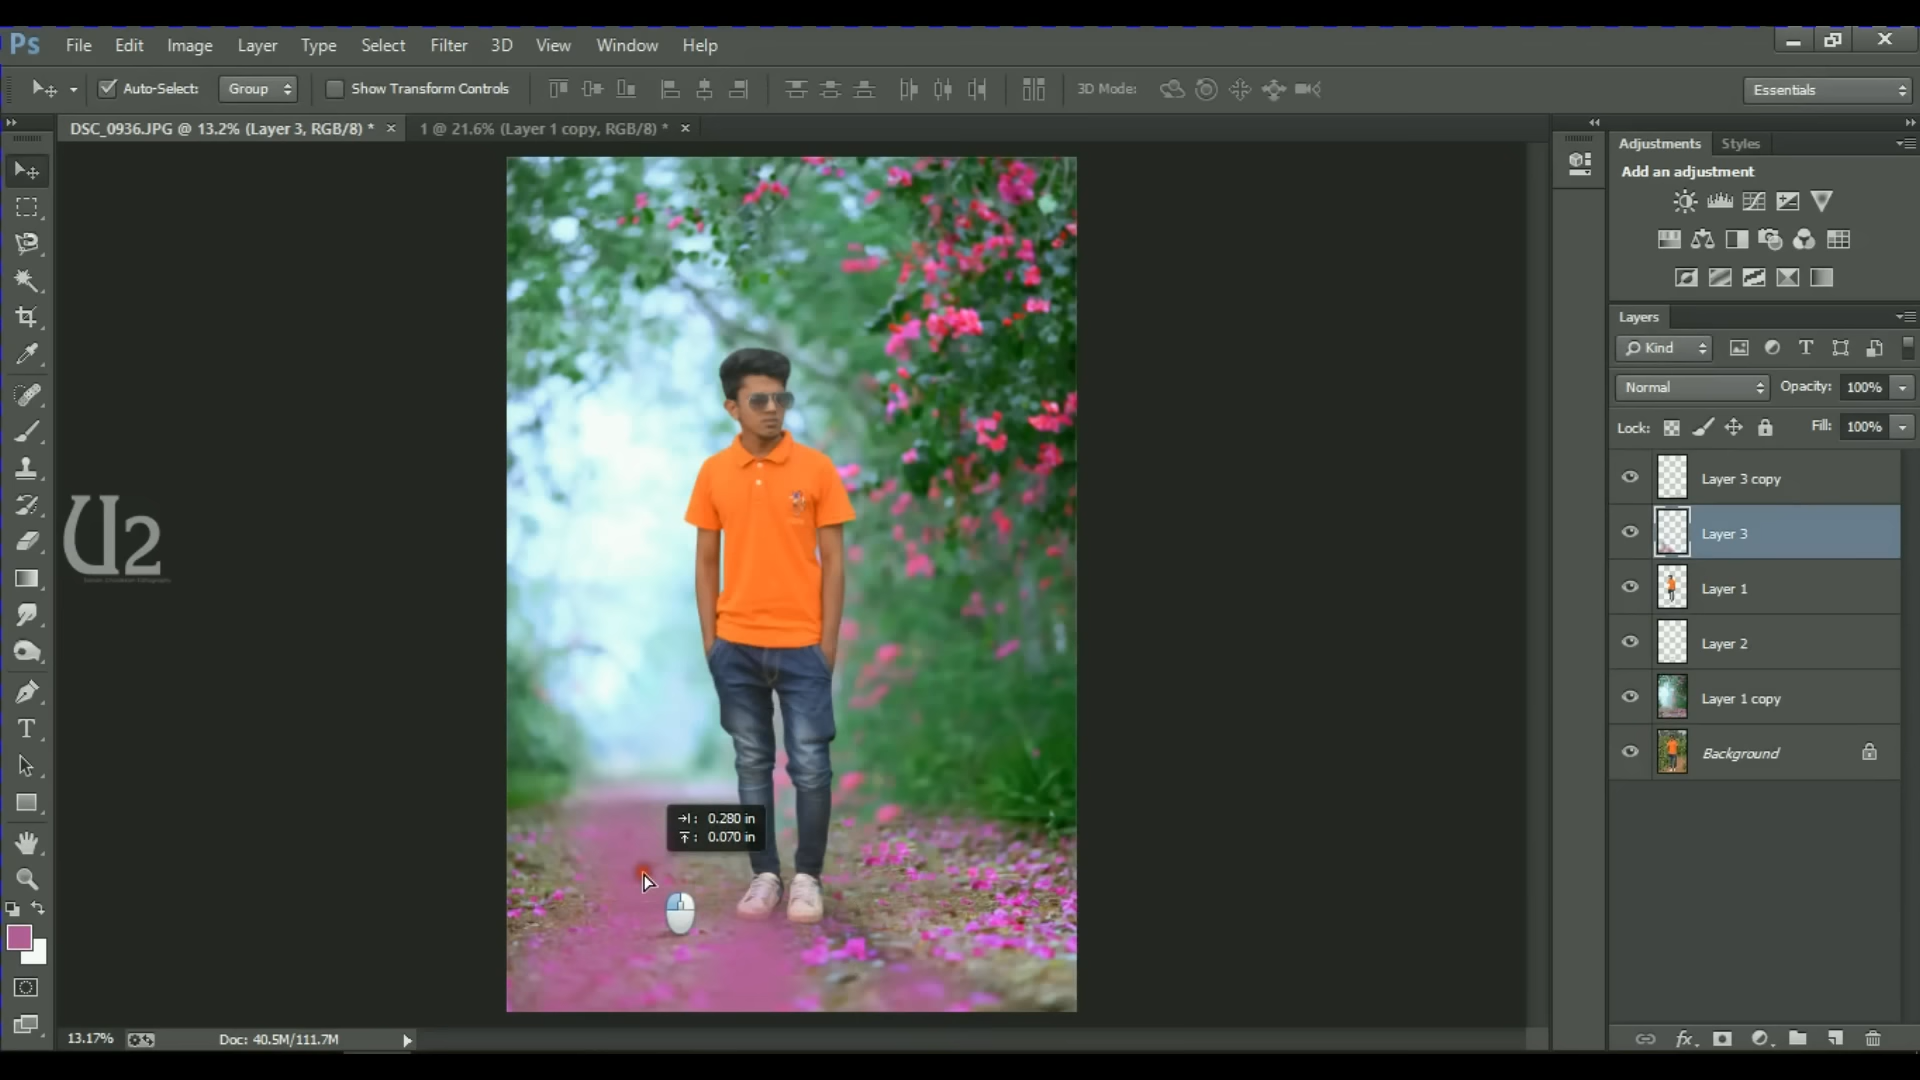 Ps File Edit Image Layer Type Select Filter 3D View Window Help
Auto-Select: Group Show Transform Controls 3D Mode: Essentials
DSC_0936.JPG @ 13.2% (Layer 3, RGB/8) * × 1 @ 21.6% (Layer 1 copy, RGB/8) * ×
Adjustments Styles
Add an adjustment
Layers
Kind
Normal Opacity: 100%
Lock: Fill: 100%
Layer 3 copy
Layer 3
Layer 1
Layer 2
Layer 1 copy
Background
U2
0.280 in
0.070 in
13.17% Doc: 40.5M/111.7M